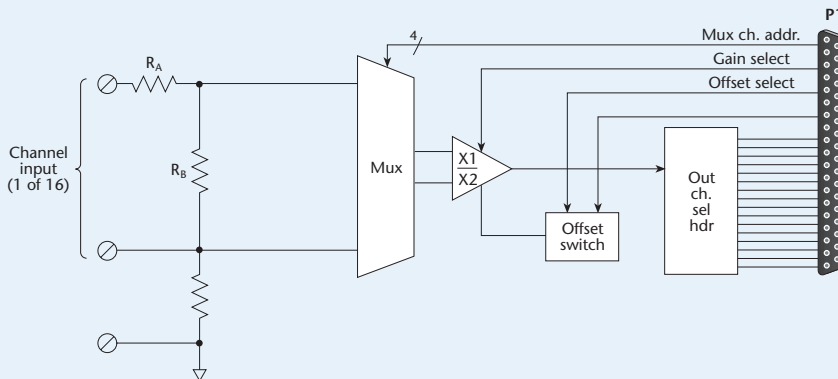 P1
4
Mux ch. addr.
Gain select
Offset select
RA
RB
Channel
input
(1 of 16)
Mux
X1
X2
Offset
switch
Out
ch.
sel
hdr